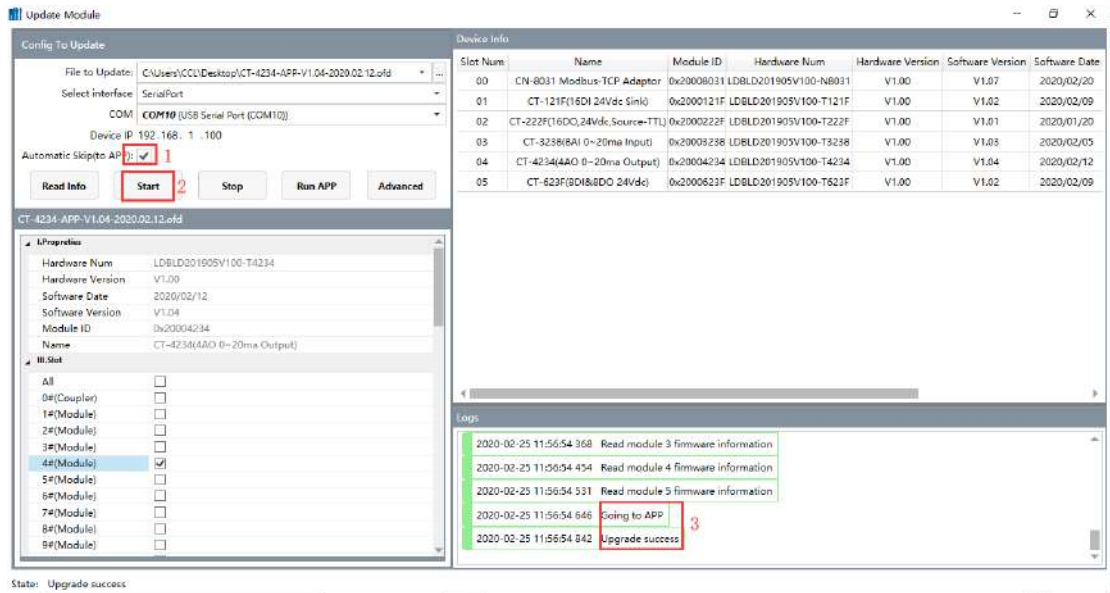 Update Module
Config To Update
File to Update: C:\Users\CCL\Desktop\CT-4234-APP-V1.04-2020.02.12.ofd ...
Select interface SerialPort
COM COM10 (USB Serial Port (COM10))
Device IP 192 .168. 1 .100
Automatic Skip(to APP): 1
Read Info Start 2 Stop Run APP Advanced
CT-4234-APP-V1.04-2020.02.12.ofd
I.Propreties
Hardware Num LDBLD201905V100-T4234
Hardware Version V1.00
Software Date 2020/02/12
Software Version V1.04
Module ID 0x20004234
Name CT-4234(4AO 0~20ma Output)
III.Slot
All
0#(Coupler)
1#(Module)
2#(Module)
3#(Module)
4#(Module)
5#(Module)
6#(Module)
7#(Module)
8#(Module)
9#(Module)
Device Info
Slot Num Name Module ID Hardware Num Hardware Version Software Version Software Date
00 CN-8031 Modbus-TCP Adaptor 0x20008031 LDBLD201905V100-N8031 V1.00 V1.07 2020/02/20
01 CT-121F(16DI 24Vdc Sink) 0x2000121F LDBLD201905V100-T121F V1.00 V1.02 2020/02/09
02 CT-222F(16DO,24Vdc,Source-TTL) 0x2000222F LDBLD201905V100-T222F V1.00 V1.01 2020/01/20
03 CT-3238(8AI 0~20ma Input) 0x20003238 LDBLD201905V100-T3238 V1.00 V1.03 2020/02/05
04 CT-4234(4AO 0~20ma Output) 0x20004234 LDBLD201905V100-T4234 V1.00 V1.04 2020/02/12
05 CT-623F(8DI&8DO 24Vdc) 0x2000623F LDBLD201905V100-T623F V1.00 V1.02 2020/02/09
Logs
2020-02-25 11:56:54 368 Read module 3 firmware information
2020-02-25 11:56:54 454 Read module 4 firmware information
2020-02-25 11:56:54 531 Read module 5 firmware information
2020-02-25 11:56:54 646 Going to APP
3
2020-02-25 11:56:54 842 Upgrade success
State: Upgrade success